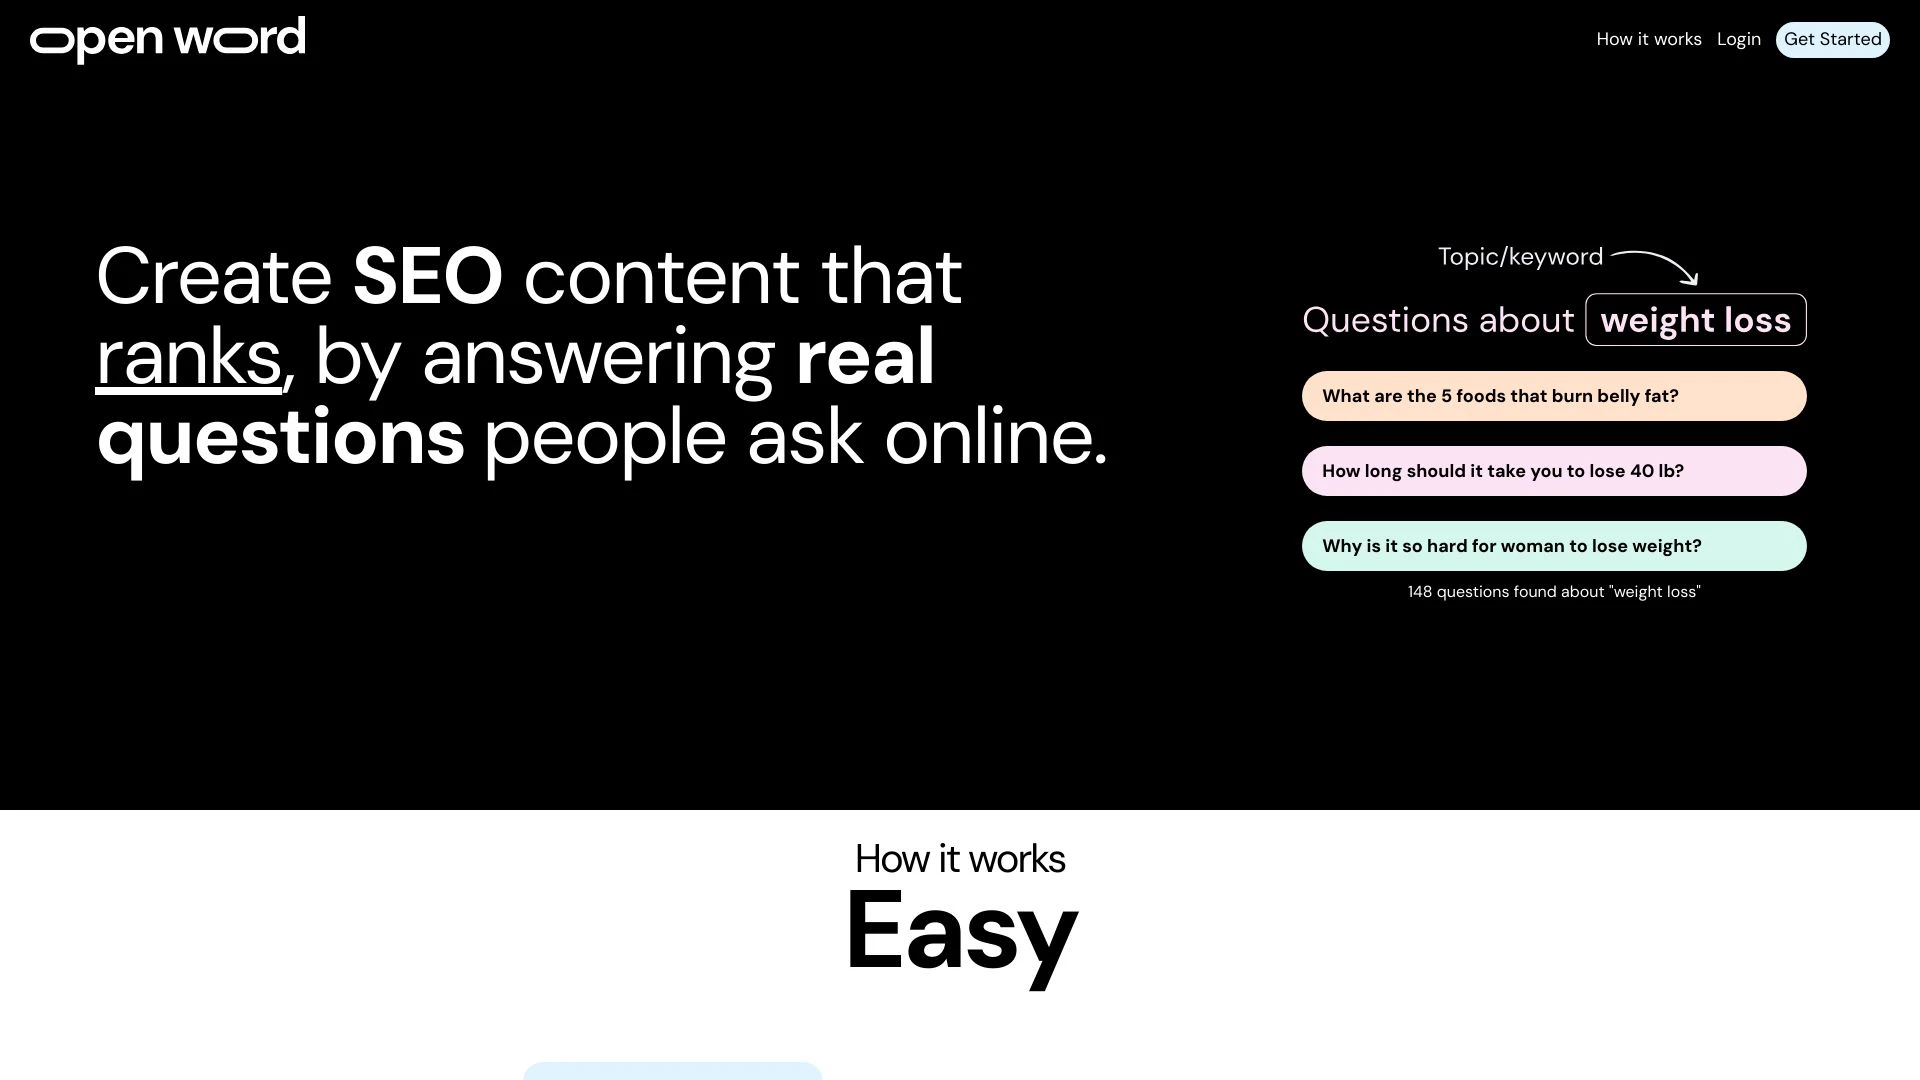 open word
How it works
Login
Get Started
Create SEO content that
ranks, by answering real
questions people ask online.
Topic/keyword
Questions about weight loss
What are the 5 foods that burn belly fat?
How long should it take you to lose 40 lb?
Why is it so hard for woman to lose weight?
148 questions found about "weight loss"
How it works
Easy